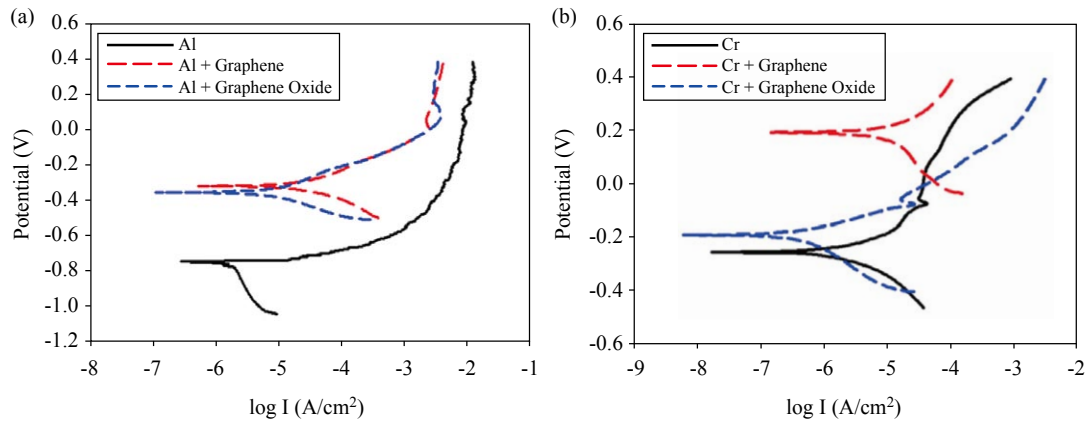 (a)
0.6
0.4
0.2
0.0
-0.2
-0.4
-0.6
-0.8
-1.0
-1.2
Potential (V)
Al
Al + Graphene
Al + Graphene Oxide
-8 -7 -6 -5 -4 -3 -2 -1
log I (A/cm²)
(b)
0.6
0.4
0.2
0.0
-0.2
-0.4
-0.6
Potential (V)
Cr
Cr + Graphene
Cr + Graphene Oxide
-9 -8 -7 -6 -5 -4 -3 -2
log I (A/cm²)